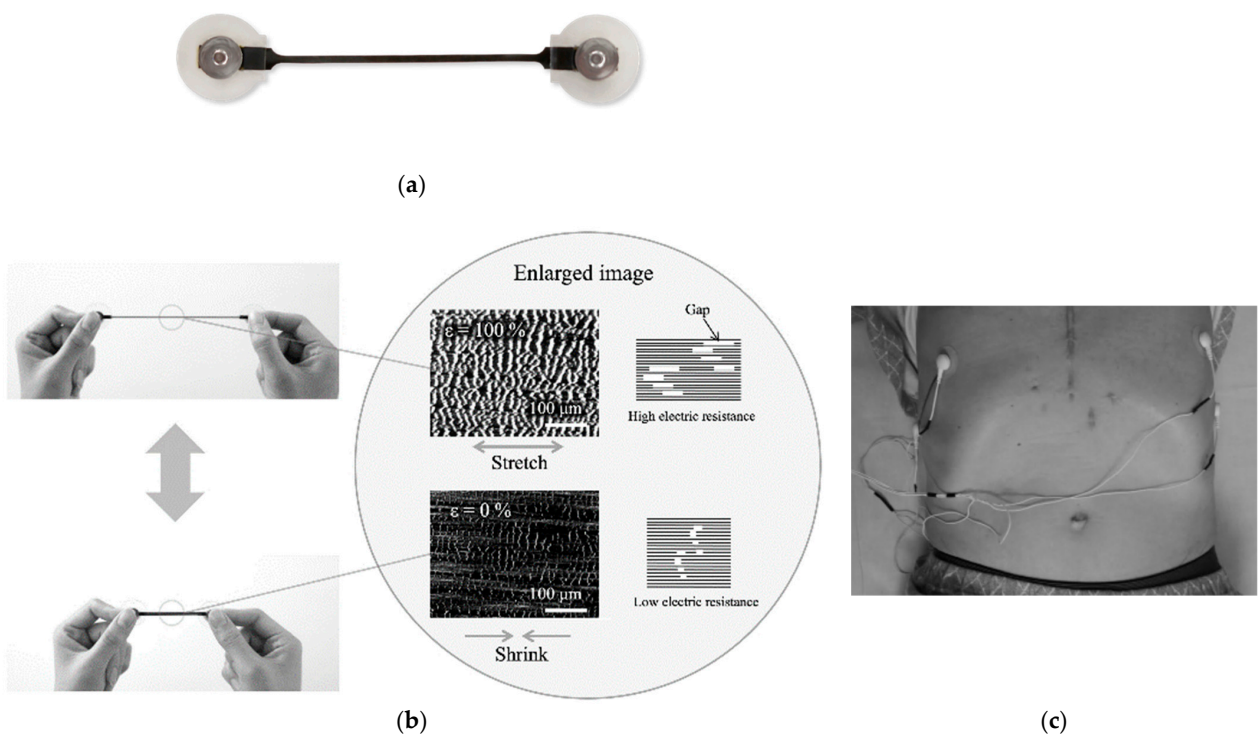 (a)
Enlarged image
ε = 100 %
100 µm
Stretch
Gap
High electric resistance
ε = 0 %
100 µm
Shrink
Low electric resistance
(b)
(c)